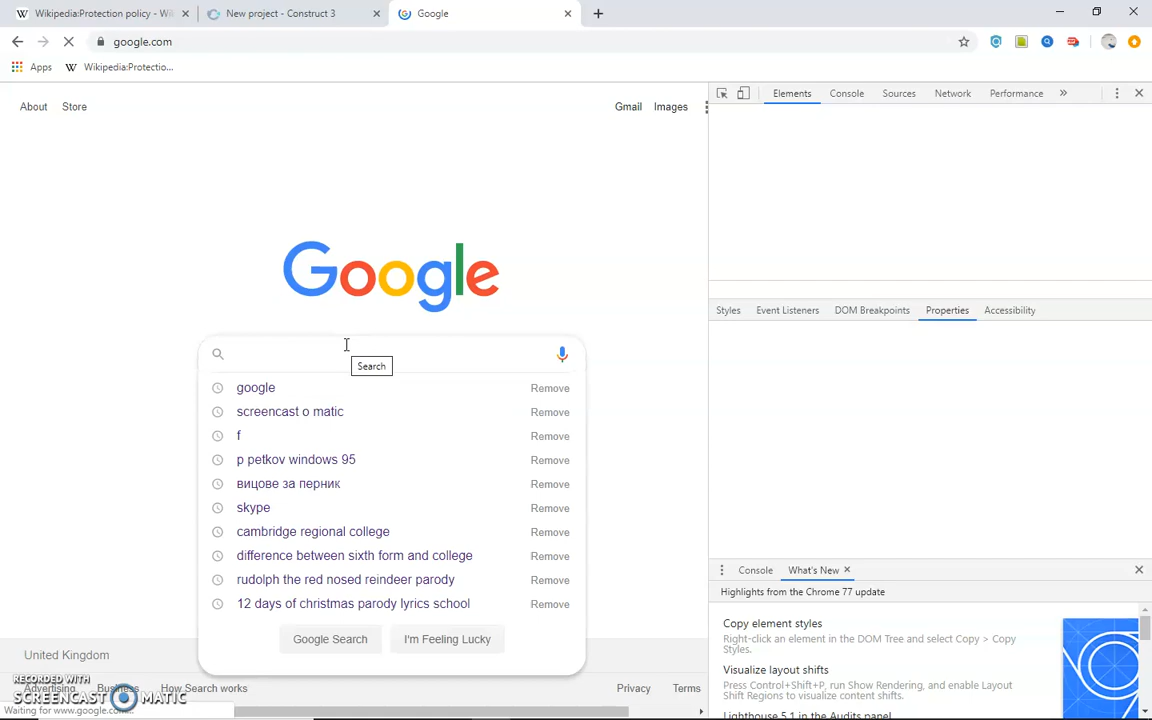 Wikipedia:Protection policy - Wi
New project - Construct 3
Google
google.com
Apps
Wikipedia:Protectio...
About
Store
Gmail
Images
Elements
Console
Sources
Network
Performance
Google
Search
google
Remove
screencast o matic
Remove
f
Remove
p petkov windows 95
Remove
вицове за перник
Remove
skype
Remove
cambridge regional college
Remove
difference between sixth form and college
Remove
rudolph the red nosed reindeer parody
Remove
12 days of christmas parody lyrics school
Remove
Google Search
I'm Feeling Lucky
United Kingdom
Advertising
Business
How Search works
Privacy
Terms
RECORDED WITH
SCREENCAST MATIC
Waiting for www.google.com...
Styles
Event Listeners
DOM Breakpoints
Properties
Accessibility
Console
What's New
Highlights from the Chrome 77 update
Copy element styles
Right-click an element in the DOM Tree and select Copy > Copy
Styles.
Visualize layout shifts
Press Control+Shift+P, run Show Rendering, and enable Layout
Shift Regions to visualize content shifts.
Lighthouse 5.1 in the Audits panel